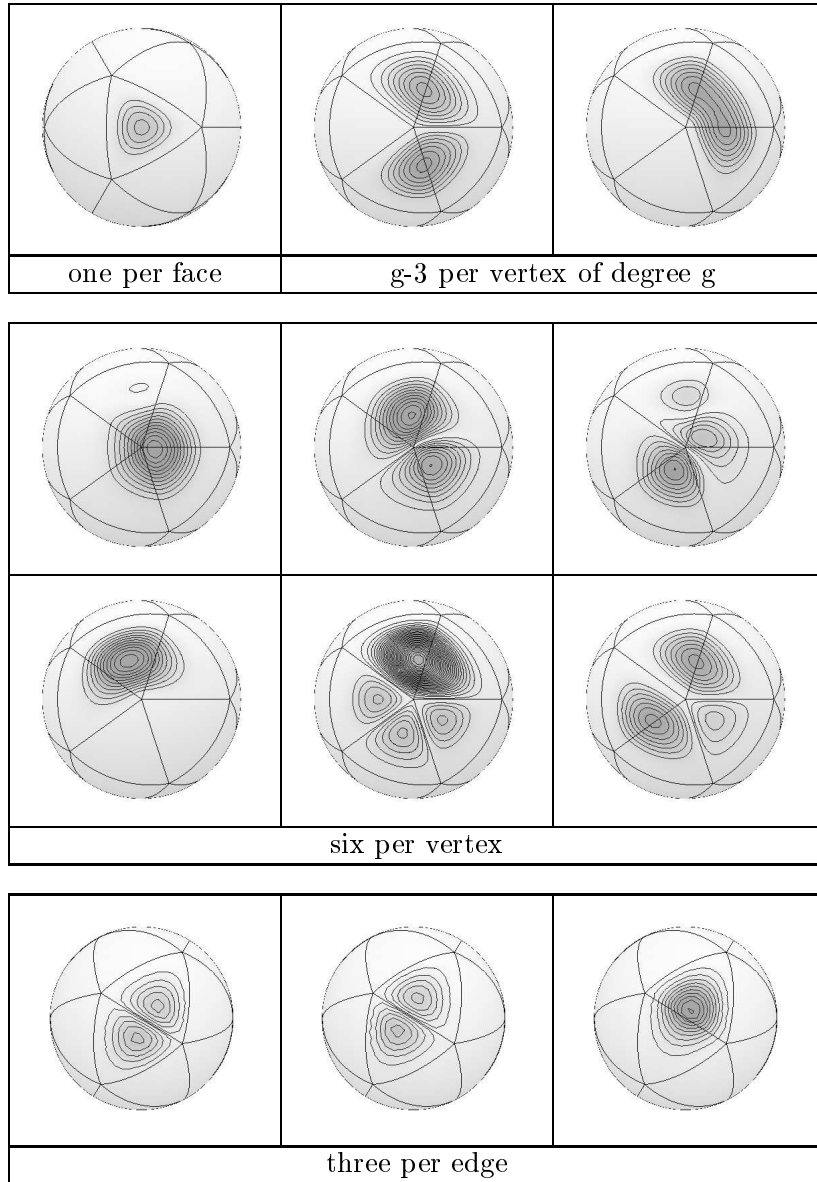 one per face
g-3 per vertex of degree g
six per vertex
three per edge